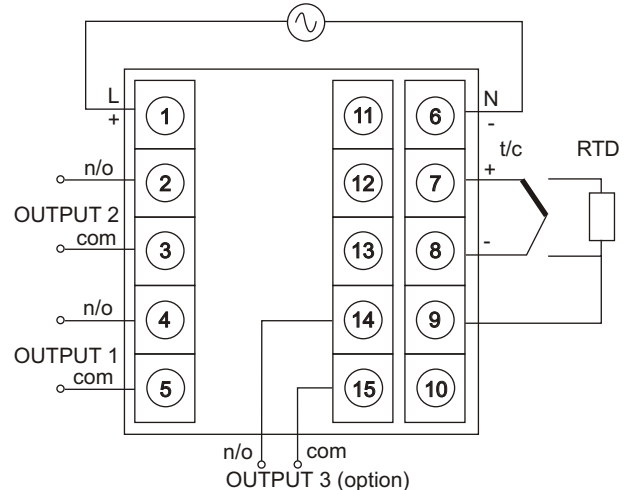 L
+
N
-
1
11
6
n/o
2
12
7
+
t/c
RTD
OUTPUT 2
com
3
13
8
-
n/o
4
14
9
OUTPUT 1
com
5
15
10
n/o
com
OUTPUT 3 (option)